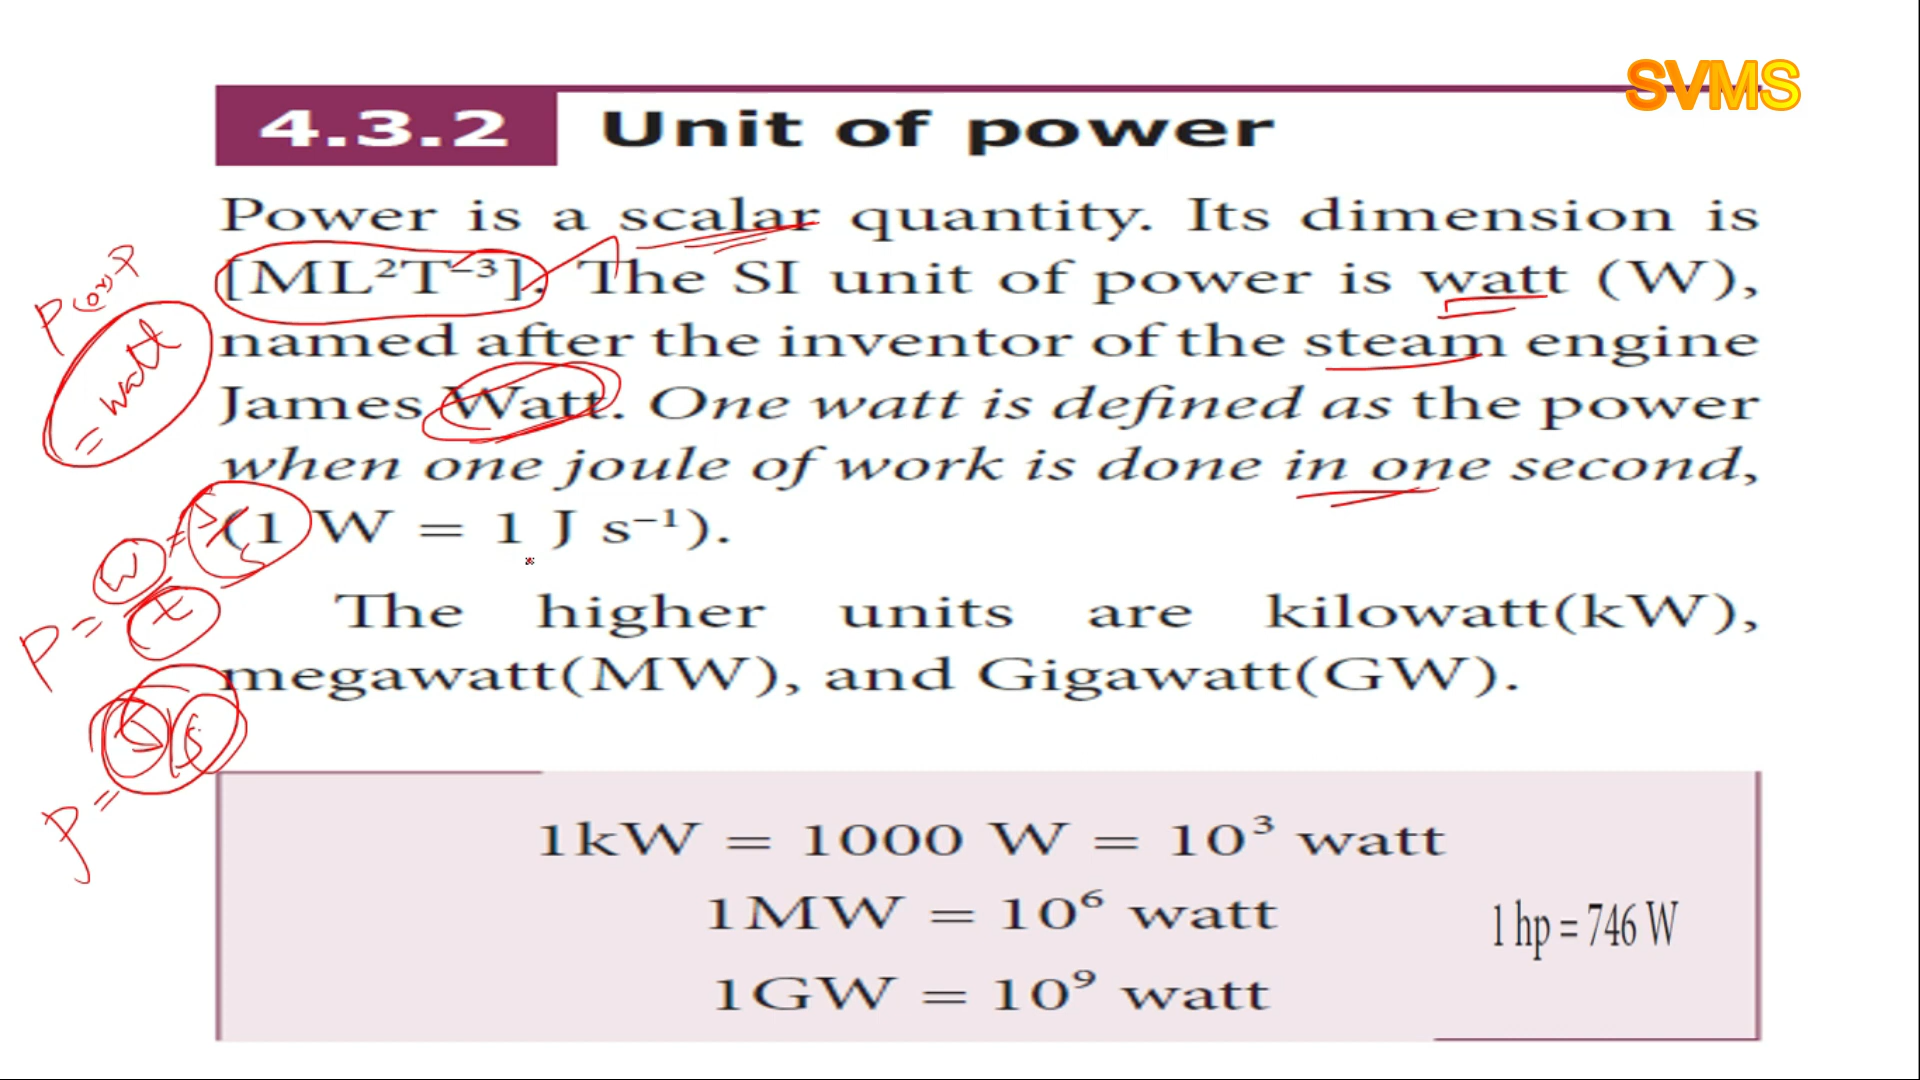 SVMS
4.3.2 Unit of power
Power is a scalar quantity. Its dimension is
[ML²T⁻³]. The SI unit of power is watt (W),
named after the inventor of the steam engine
James Watt. One watt is defined as the power
when one joule of work is done in one second,
(1 W = 1 J s⁻¹).
The higher units are kilowatt(kW),
megawatt(MW), and Gigawatt(GW).
1kW = 1000 W = 10³ watt
1MW = 10⁶ watt
1GW = 10⁹ watt
1 hp = 746 W
P (or) P
= watt
P = W/t
P =